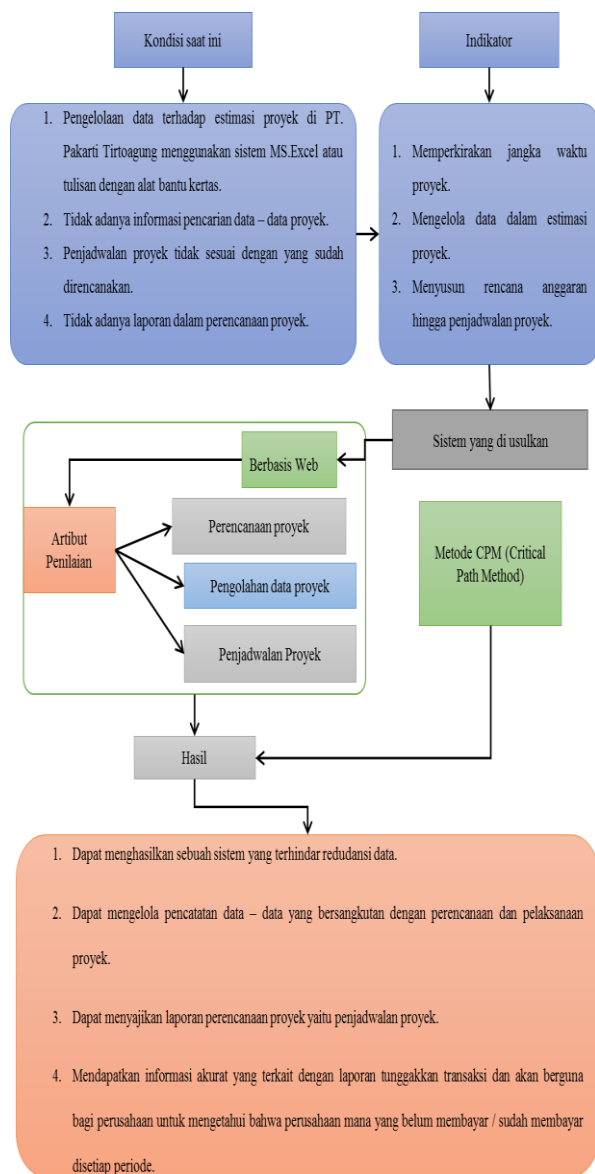 Kondisi saat ini
Indikator
1. Pengelolaan data terhadap estimasi proyek di PT.
Pakarti Tirtoagung menggunakan sistem MS.Excel atau
tulisan dengan alat bantu kertas.
2. Tidak adanya informasi pencarian data – data proyek.
3. Penjadwalan proyek tidak sesuai dengan yang sudah
direncanakan.
4. Tidak adanya laporan dalam perencanaan proyek.
1. Memperkirakan jangka waktu
proyek.
2. Mengelola data dalam estimasi
proyek.
3. Menyusun rencana anggaran
hingga penjadwalan proyek.
Sistem yang di usulkan
Berbasis Web
Artibut
Penilaian
Perencanaan proyek
Pengolahan data proyek
Penjadwalan Proyek
Metode CPM (Critical
Path Method)
Hasil
1. Dapat menghasilkan sebuah sistem yang terhindar redudansi data.
2. Dapat mengelola pencatatan data – data yang bersangkutan dengan perencanaan dan pelaksanaan
proyek.
3. Dapat menyajikan laporan perencanaan proyek yaitu penjadwalan proyek.
4. Mendapatkan informasi akurat yang terkait dengan laporan tunggakkan transaksi dan akan berguna
bagi perusahaan untuk mengetahui bahwa perusahaan mana yang belum membayar / sudah membayar
disetiap periode.